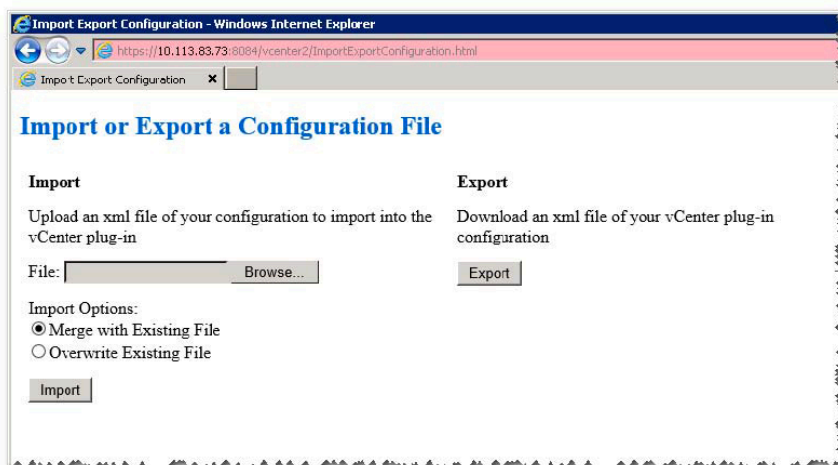 Import Export Configuration - Windows Internet Explorer
https://10.113.83.73:8084/vcenter2/ImportExportConfiguration.html
Import Export Configuration
Import or Export a Configuration File
Import
Upload an xml file of your configuration to import into the
vCenter plug-in
File:
Browse...
Import Options:
Merge with Existing File
Overwrite Existing File
Import
Export
Download an xml file of your vCenter plug-in
configuration
Export